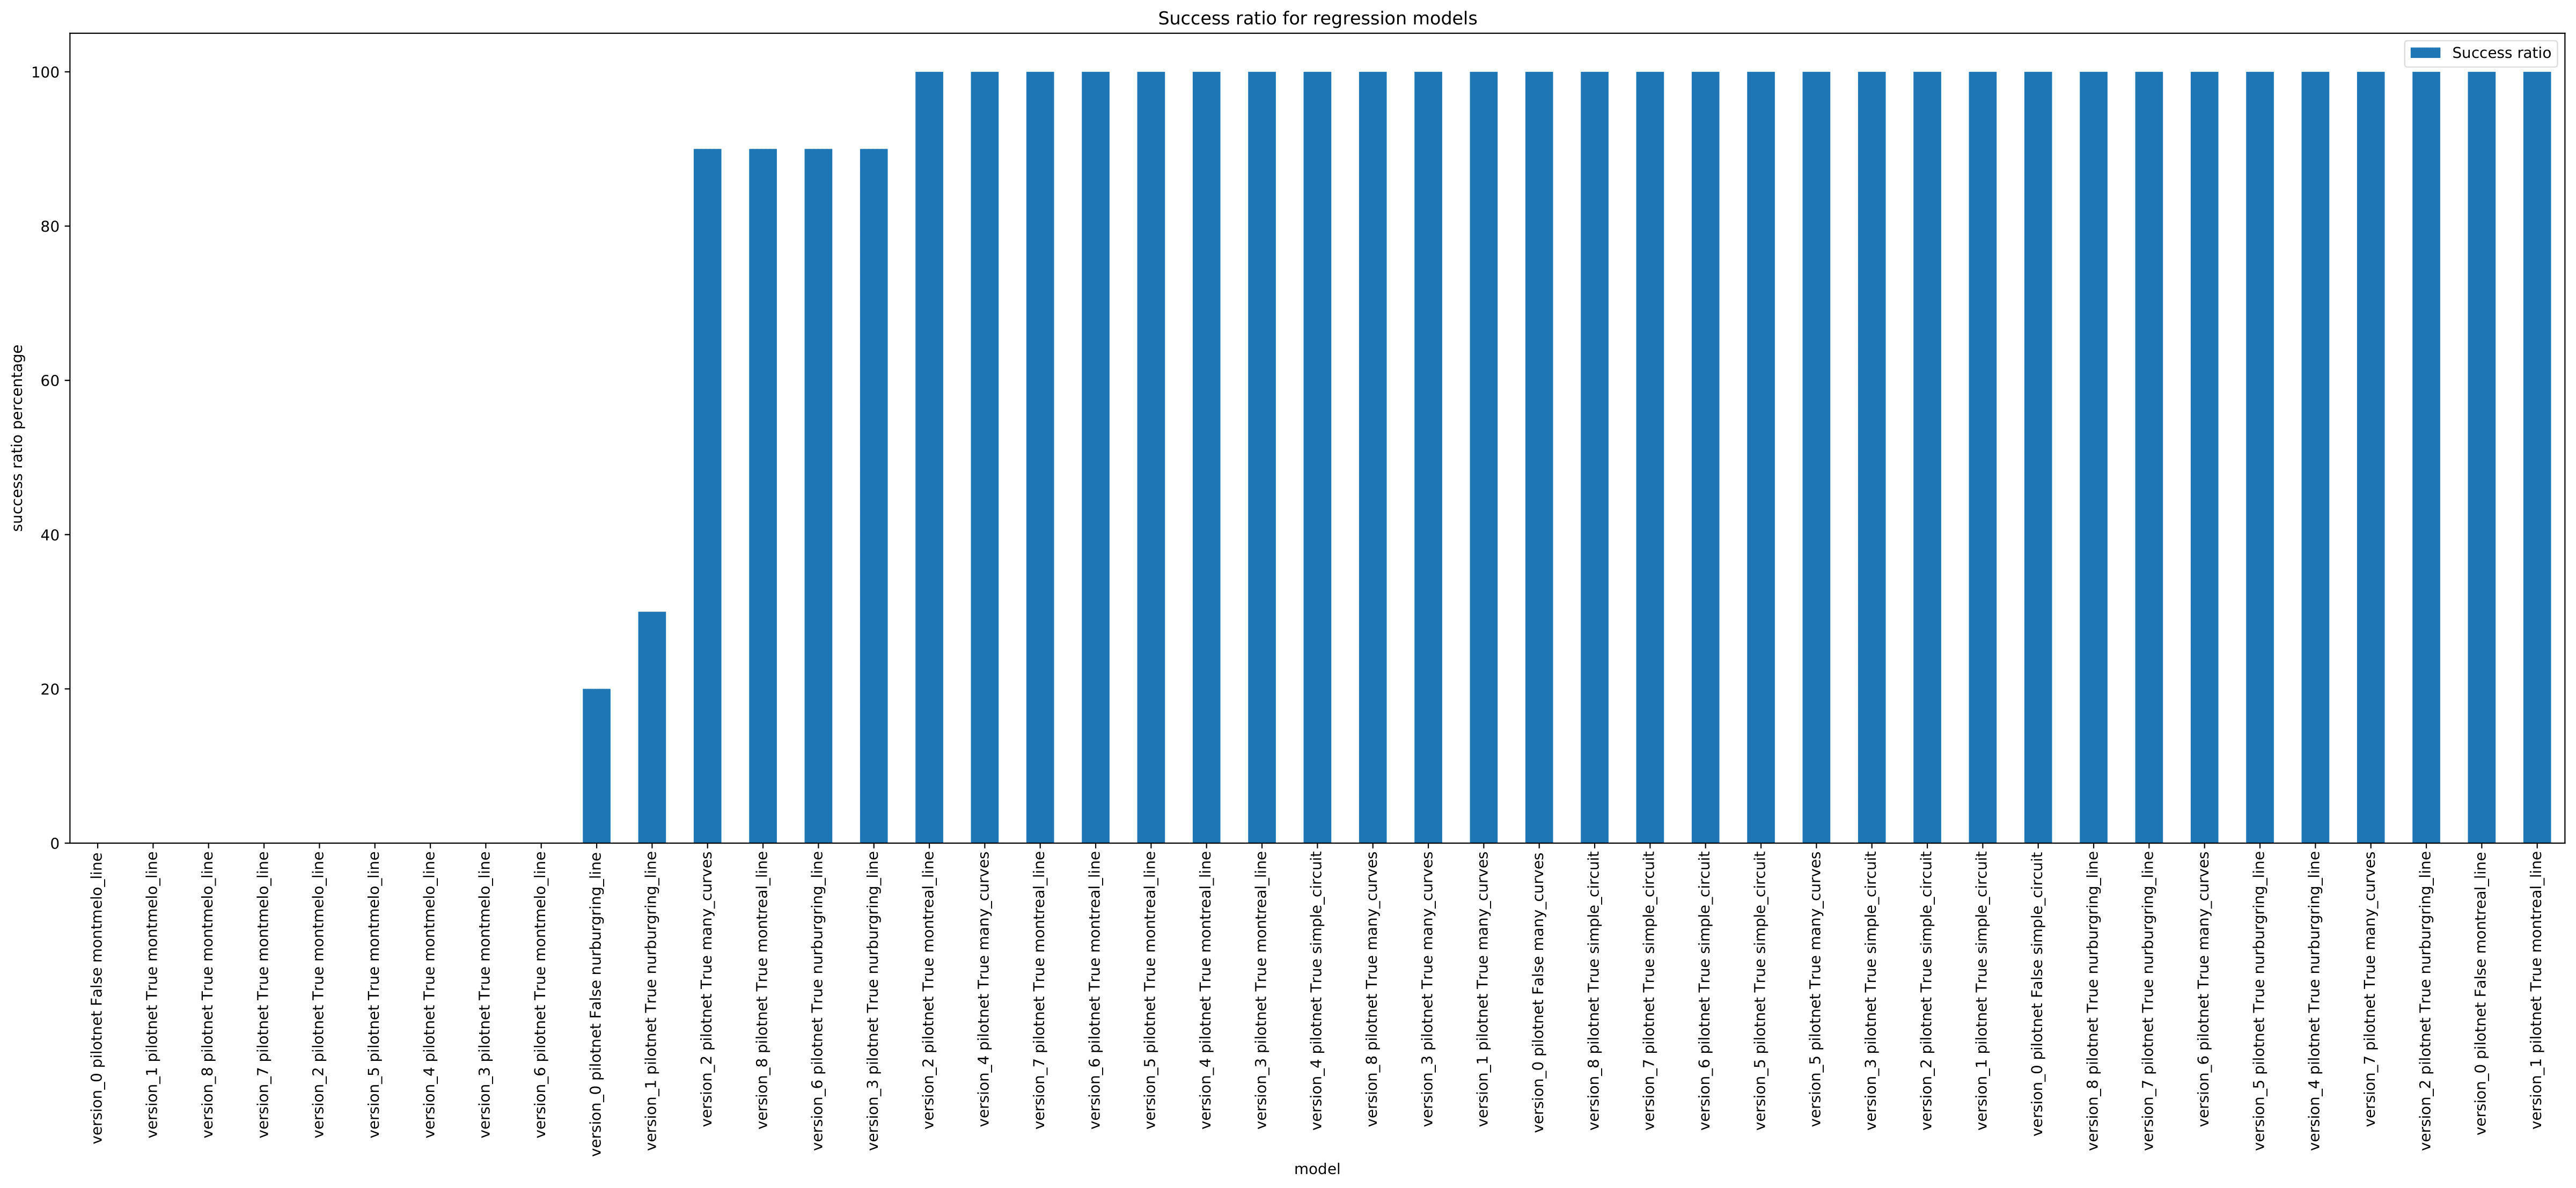 Success ratio for regression models
Success ratio
success ratio percentage
100
80
60
40
20
0
version_0 pilotnet False montmelo_line
version_1 pilotnet True montmelo_line
version_8 pilotnet True montmelo_line
version_7 pilotnet True montmelo_line
version_2 pilotnet True montmelo_line
version_5 pilotnet True montmelo_line
version_4 pilotnet True montmelo_line
version_3 pilotnet True montmelo_line
version_6 pilotnet True montmelo_line
version_0 pilotnet False nurburgring_line
version_1 pilotnet True nurburgring_line
version_2 pilotnet True many_curves
version_8 pilotnet True montreal_line
version_6 pilotnet True nurburgring_line
version_3 pilotnet True nurburgring_line
version_2 pilotnet True montreal_line
version_4 pilotnet True many_curves
version_7 pilotnet True montreal_line
version_6 pilotnet True montreal_line
version_5 pilotnet True montreal_line
version_4 pilotnet True montreal_line
version_3 pilotnet True montreal_line
version_4 pilotnet True simple_circuit
version_8 pilotnet True many_curves
version_3 pilotnet True many_curves
version_1 pilotnet True many_curves
version_0 pilotnet False many_curves
version_8 pilotnet True simple_circuit
version_7 pilotnet True simple_circuit
version_6 pilotnet True simple_circuit
version_5 pilotnet True simple_circuit
version_5 pilotnet True many_curves
version_3 pilotnet True simple_circuit
version_2 pilotnet True simple_circuit
version_1 pilotnet True simple_circuit
version_0 pilotnet False simple_circuit
version_8 pilotnet True nurburgring_line
version_7 pilotnet True nurburgring_line
version_6 pilotnet True many_curves
version_5 pilotnet True nurburgring_line
version_4 pilotnet True nurburgring_line
version_7 pilotnet True many_curves
version_2 pilotnet True nurburgring_line
version_0 pilotnet False montreal_line
version_1 pilotnet True montreal_line
model